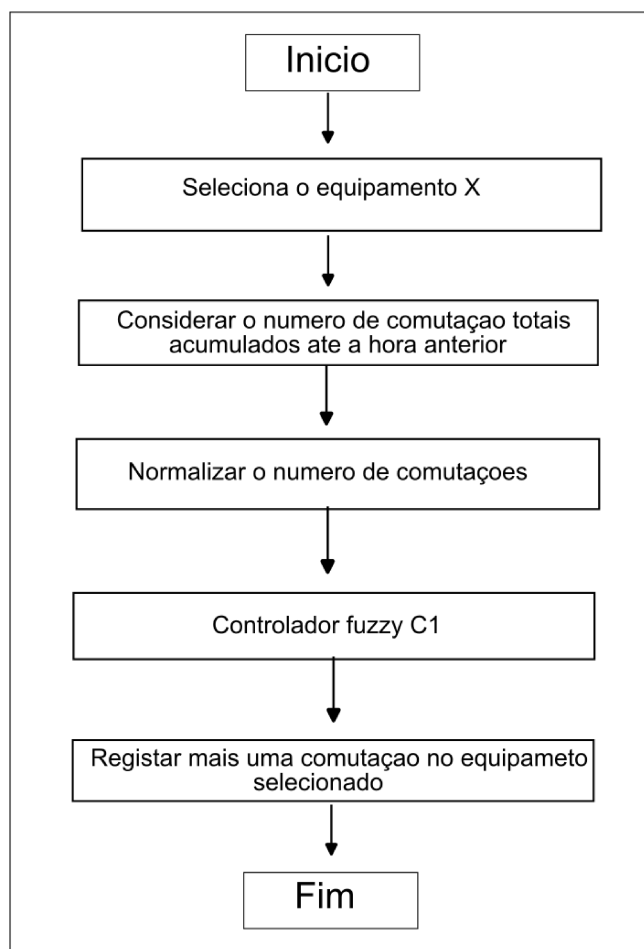 Inicio
Seleciona o equipamento X
Considerar o numero de comutaçao totais
acumulados ate a hora anterior
Normalizar o numero de comutaçoes
Controlador fuzzy C1
Registar mais uma comutaçao no equipameto
selecionado
Fim